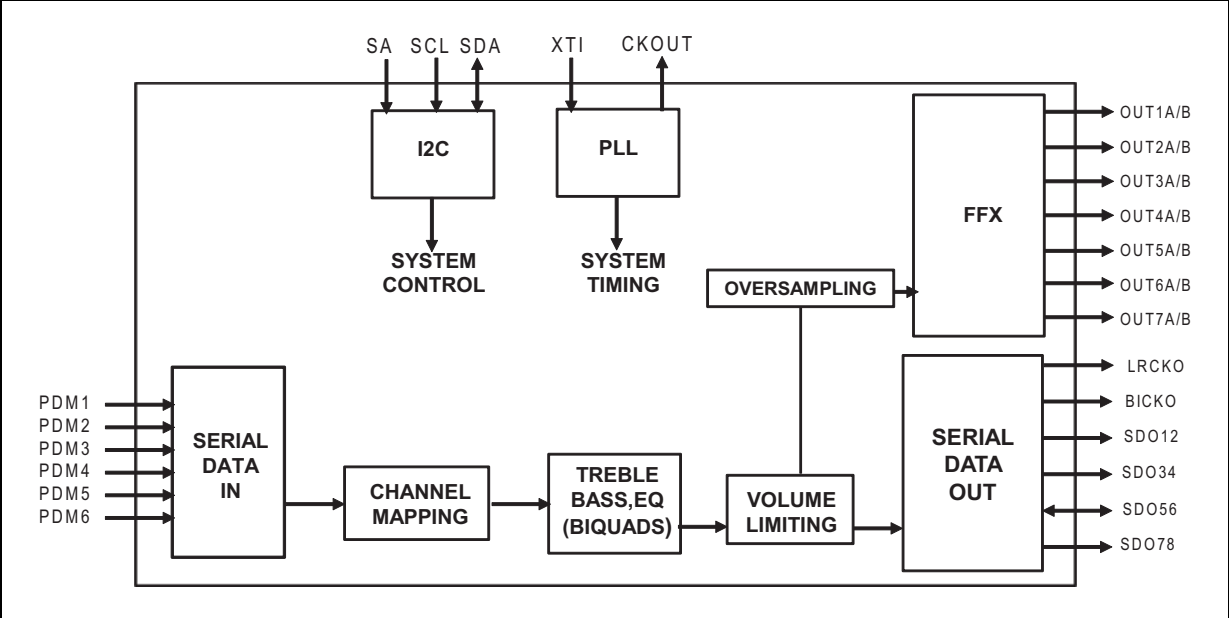 SA SCL SDA XTI CKOUT
I2C
PLL
SYSTEM
CONTROL
SYSTEM
TIMING
OVERSAMPLING
FFX
OUT1A/B
OUT2A/B
OUT3A/B
OUT4A/B
OUT5A/B
OUT6A/B
OUT7A/B
PDM1
PDM2
PDM3
PDM4
PDM5
PDM6
SERIAL
DATA
IN
CHANNEL
MAPPING
TREBLE
BASS,EQ
(BIQUADS)
VOLUME
LIMITING
SERIAL
DATA
OUT
LRCKO
BICKO
SDO12
SDO34
SDO56
SDO78